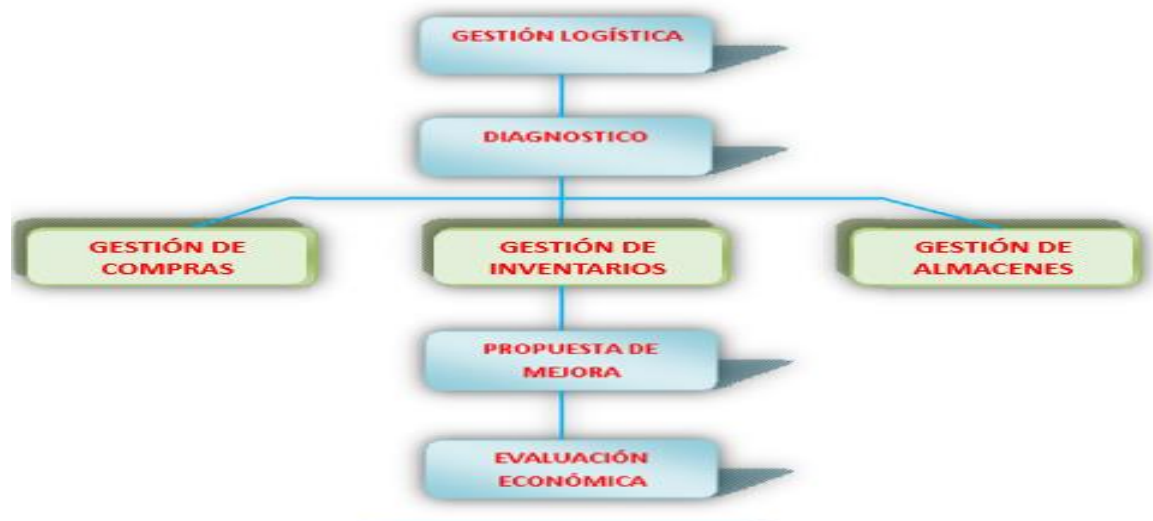 GESTIÓN LOGÍSTICA
DIAGNOSTICO
GESTIÓN DE
COMPRAS
GESTIÓN DE
INVENTARIOS
GESTIÓN DE
ALMACENES
PROPUESTA DE
MEJORA
EVALUACIÓN
ECONÓMICA